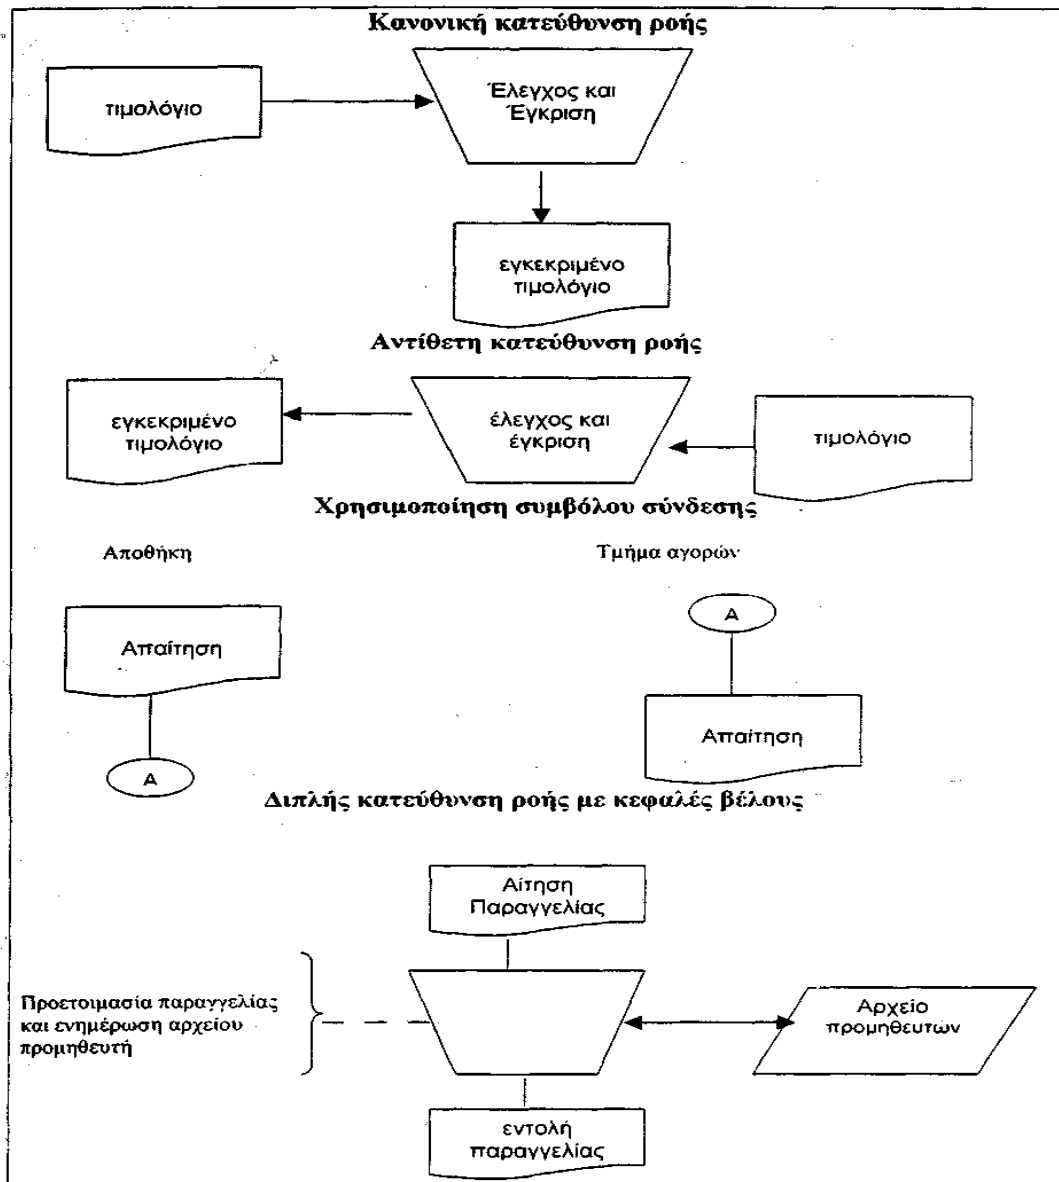 Κανονική κατεύθυνση ροής
τιμολόγιο
Έλεγχος και
Έγκριση
εγκεκριμένο
τιμολόγιο
Αντίθετη κατεύθυνση ροής
εγκεκριμένο
τιμολόγιο
έλεγχος και
έγκριση
τιμολόγιο
Χρησιμοποίηση συμβόλου σύνδεσης
Αποθήκη
Τμήμα αγορών
Απαίτηση
Α
Α
Απαίτηση
Διπλής κατεύθυνση ροής με κεφαλές βέλους
Αίτηση
Παραγγελίας
Προετοιμασία παραγγελίας
και ενημέρωση αρχείου
προμηθευτή
Αρχείο
προμηθευτών
εντολή
παραγγελίας